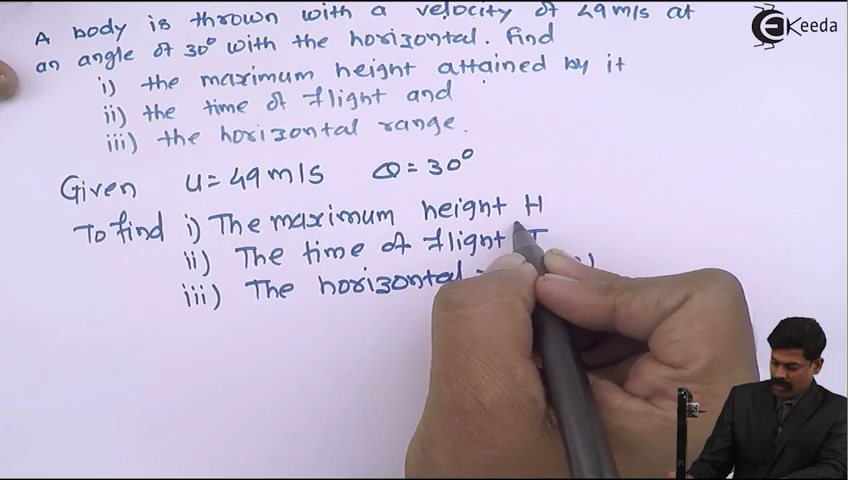 A body is thrown with a velocity of 49 m/s at
an angle of 30° with the horizontal. Find
i) the maximum height attained by it
ii) the time of flight and
iii) the horizontal range.
Given u = 49 m/s θ = 30°
To find i) The maximum height H
ii) The time of flight T
iii) The horizontal
EKeeda